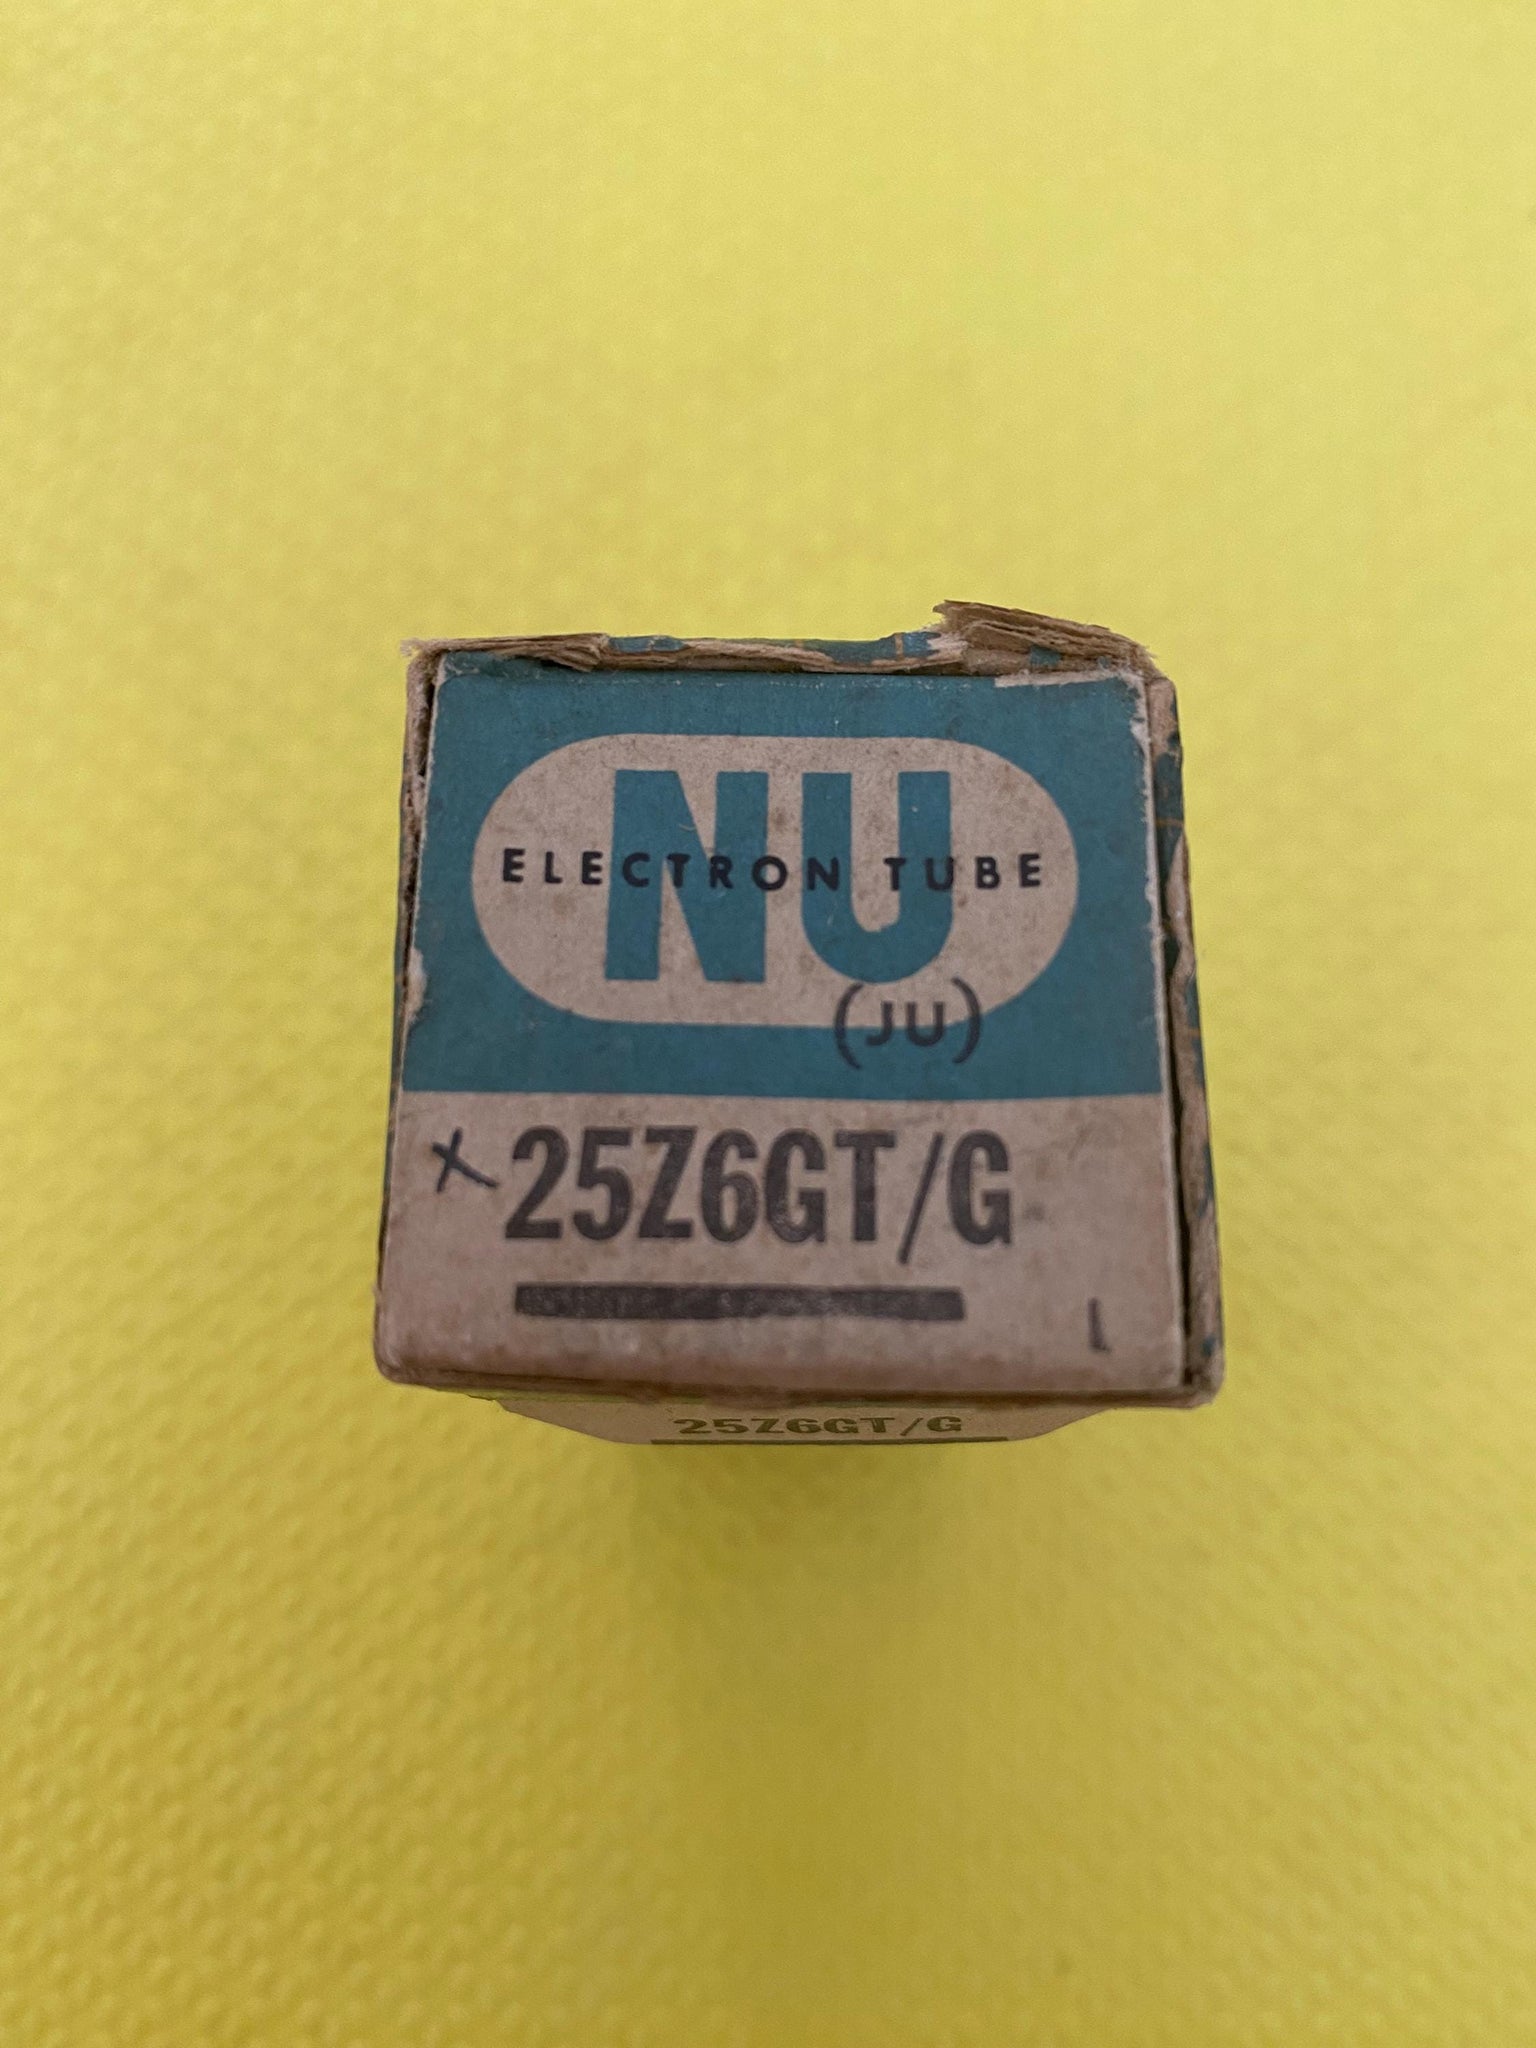 NU
ELECTRON TUBE
(JU)
x 25Z6GT/G
25Z6GT/G